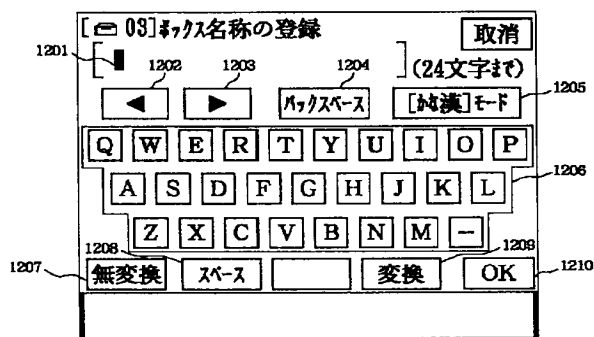 [ 03]ボックス名称の登録 取消
1201 [ ](24文字まで)
1202 1203 1204 1205
◀ ▶ バックスペース [かな漢]モード
Q W E R T Y U I O P
A S D F G H J K L 1206
Z X C V B N M ー
1207 1208 1209 1210
無変換 スペース 変換 OK